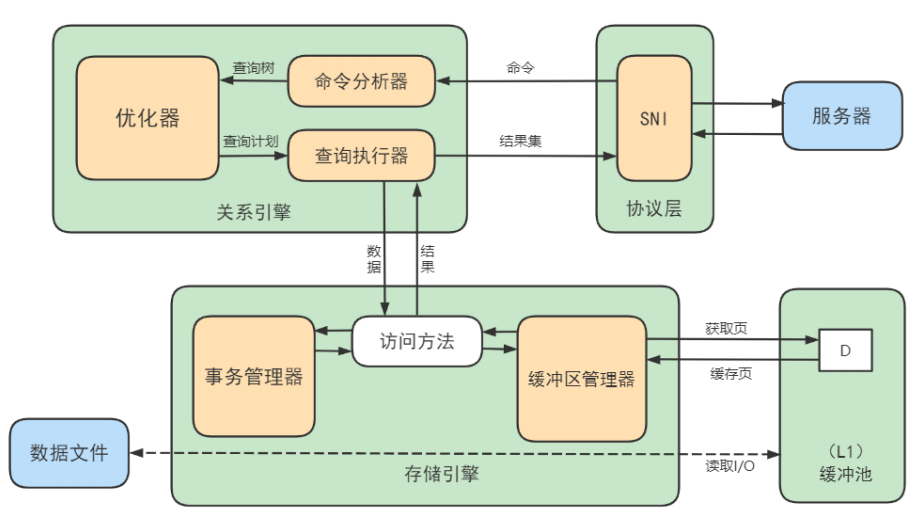 查询树
命令分析器
命令
优化器
SNI
服务器
查询计划
查询执行器
结果集
关系引擎
协议层
数据
结果
访问方法
获取页
D
事务管理器
缓冲区管理器
缓存页
数据文件
(L1)
缓冲池
读取I/O
存储引擎